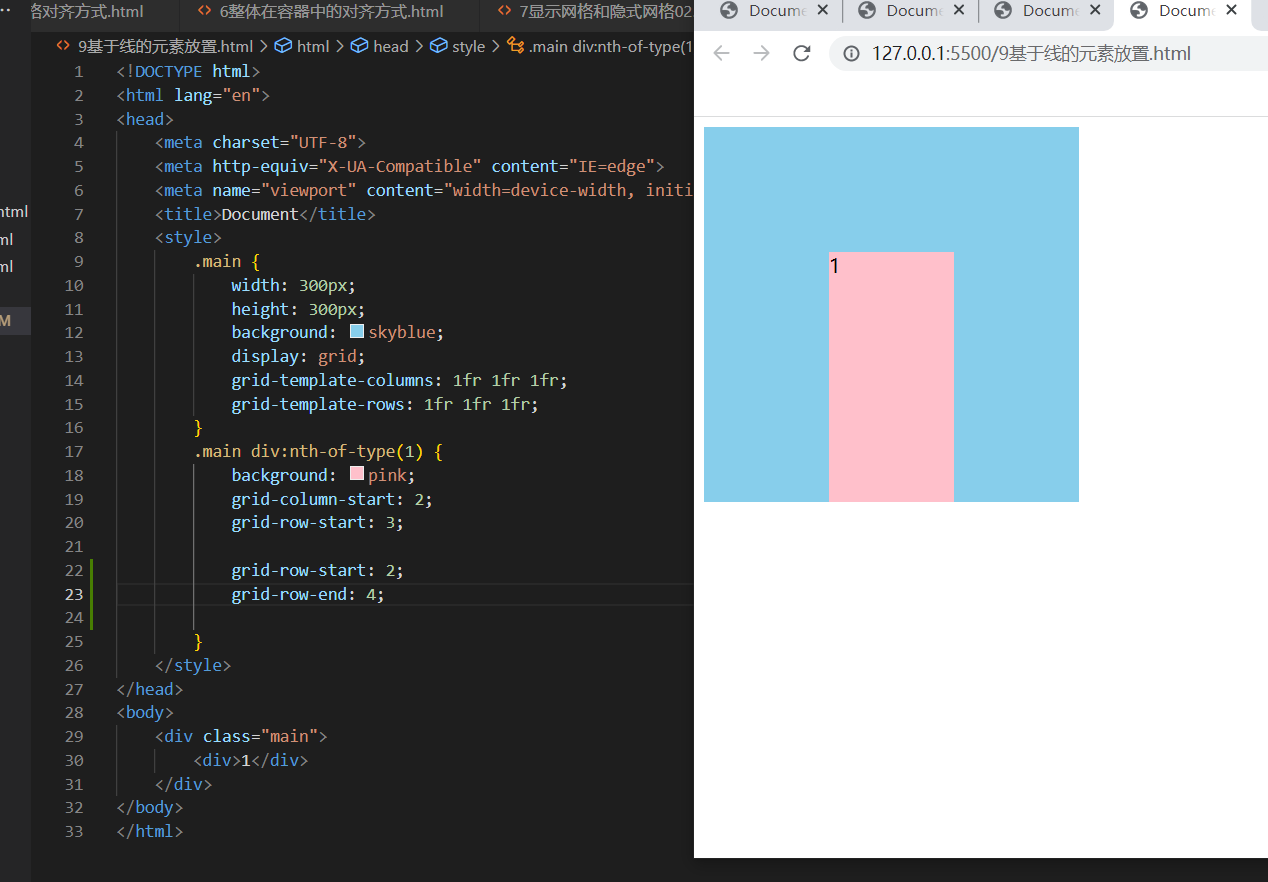 格对齐方式.html
6整体在容器中的对齐方式.html
7显示网格和隐式网格02
9基于线的元素放置.html > html > head > style > .main div:nth-of-type(1
html
ml
ml
M
1 <!DOCTYPE html>
2 <html lang="en">
3 <head>
4 <meta charset="UTF-8">
5 <meta http-equiv="X-UA-Compatible" content="IE=edge">
6 <meta name="viewport" content="width=device-width, initi
7 <title>Document</title>
8 <style>
9 .main {
10 width: 300px;
11 height: 300px;
12 background: skyblue;
13 display: grid;
14 grid-template-columns: 1fr 1fr 1fr;
15 grid-template-rows: 1fr 1fr 1fr;
16 }
17 .main div:nth-of-type(1) {
18 background: pink;
19 grid-column-start: 2;
20 grid-row-start: 3;
21
22 grid-row-start: 2;
23 grid-row-end: 4;
24
25 }
26 </style>
27 </head>
28 <body>
29 <div class="main">
30 <div>1</div>
31 </div>
32 </body>
33 </html>
Docume
Docum
Docum
Docum
127.0.0.1:5500/9基于线的元素放置.html
1